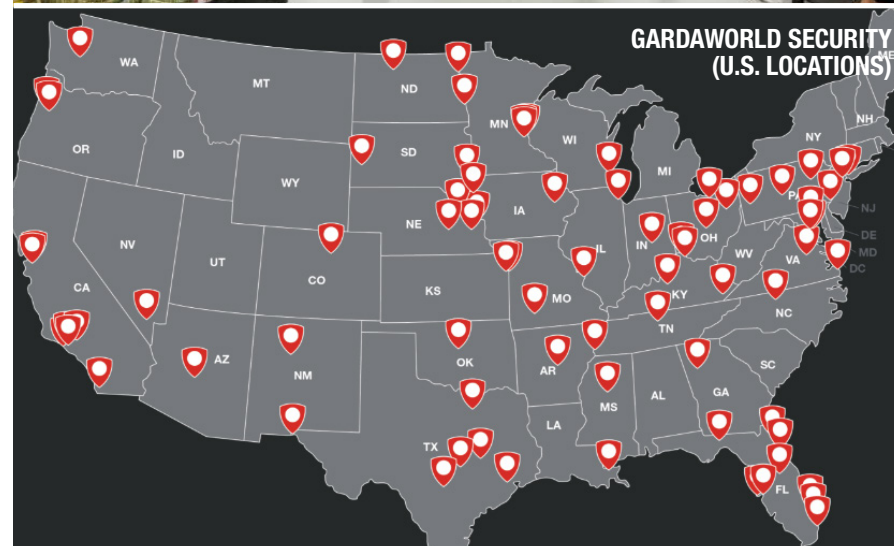 GARDAWORLD SECURITY
(U.S. LOCATIONS)
ME
WA
MT
ND
MN
NH
OR
ID
SD
WI
NY
WY
MI
IA
PA
NE
NJ
NV
UT
CO
IL
IN
OH
DE
MD
DC
CA
KS
MO
WV
VA
KY
NC
TN
AZ
NM
OK
AR
SC
MS
AL
GA
TX
LA
FL